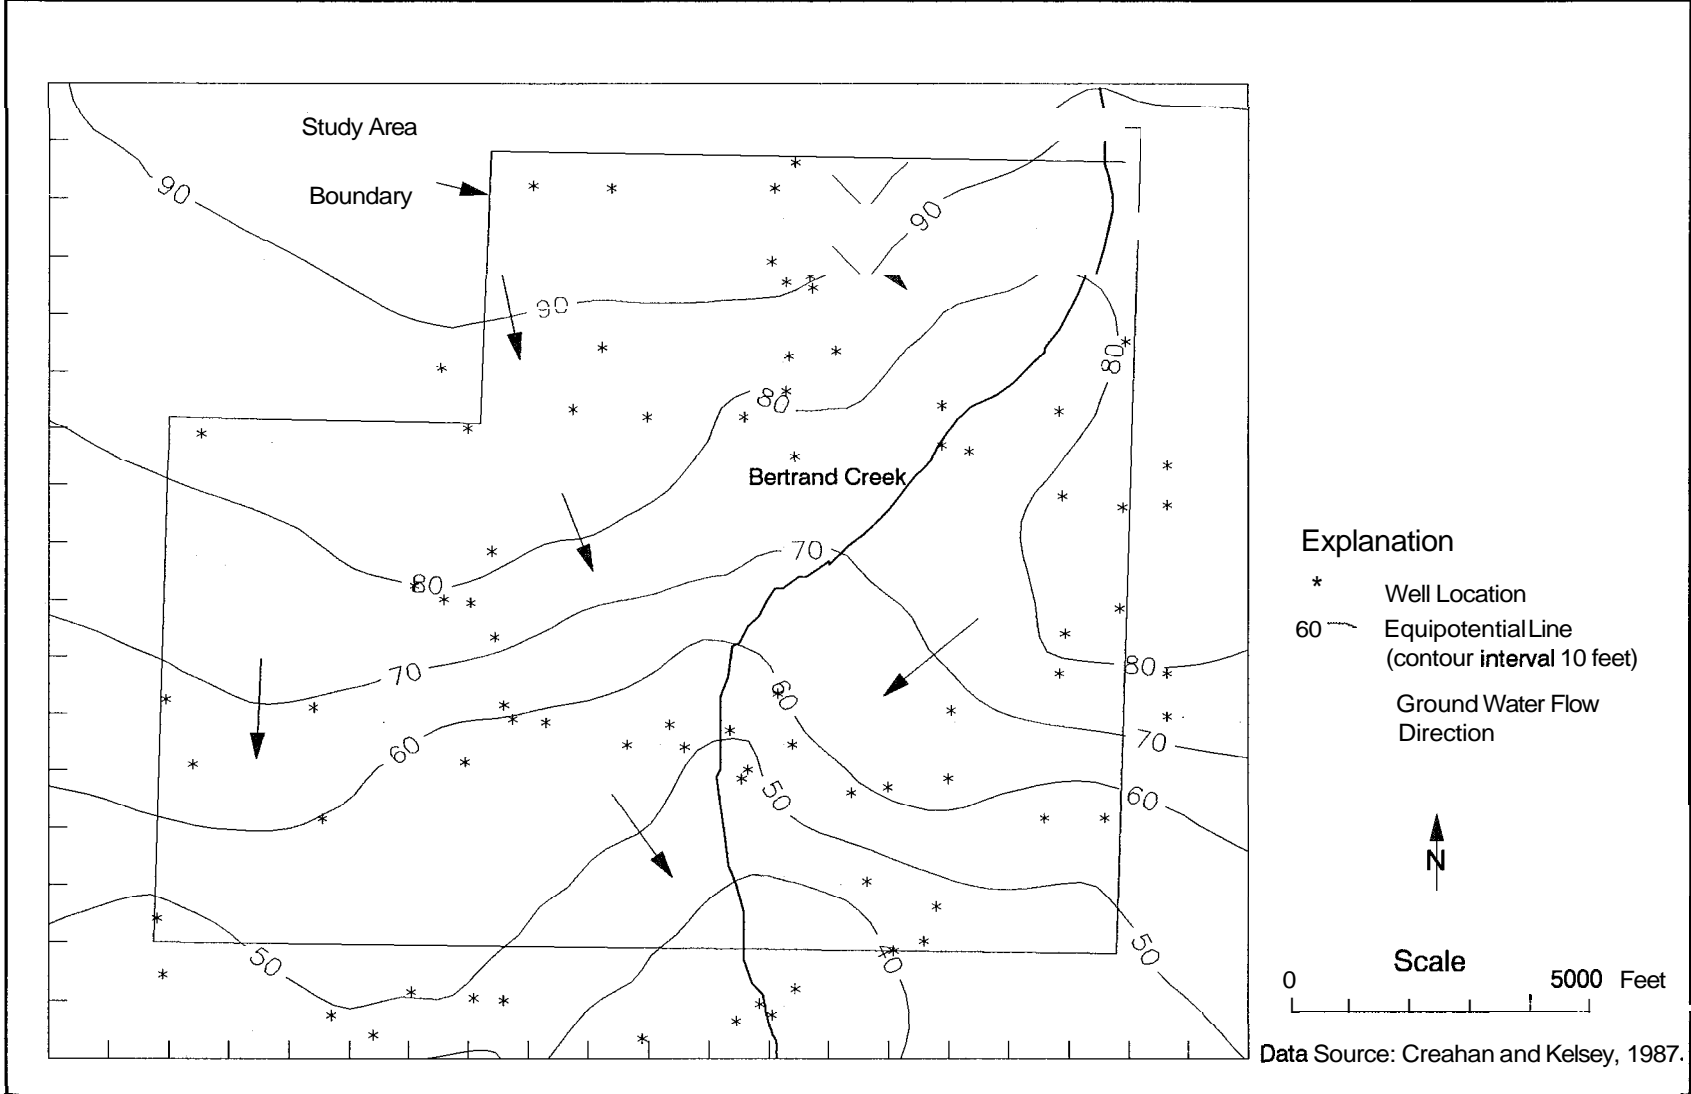 Study Area
Boundary
90
90
90
80
80
Bertrand Creek
70
80
70
80
60
60
70
50
60
50
40
50
Explanation
* Well Location
60 Equipotential Line
(contour interval 10 feet)
Ground Water Flow
Direction
N
Scale
0 5000 Feet
Data Source: Creahan and Kelsey, 1987.